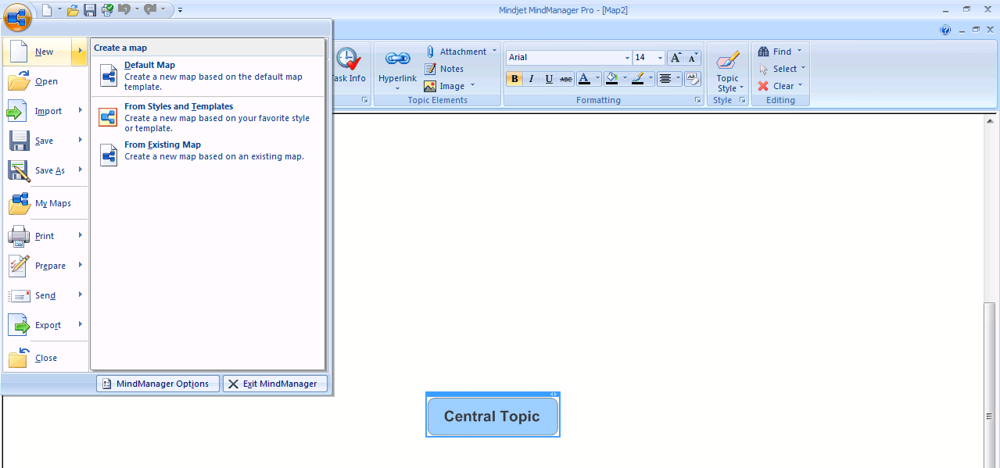 Mindjet MindManager Pro - [Map2]
New
Open
Import
Save
Save As
My Maps
Print
Prepare
Send
Export
Close
Create a map
Default Map
Create a new map based on the default map
template.
From Styles and Templates
Create a new map based on your favorite style
or template.
From Existing Map
Create a new map based on an existing map.
MindManager Options
Exit MindManager
Task Info
Hyperlink
Attachment
Notes
Image
Topic Elements
Arial
14
A A
B I U ABC A
Formatting
Topic
Style
Style
Find
Select
Clear
Editing
Central Topic